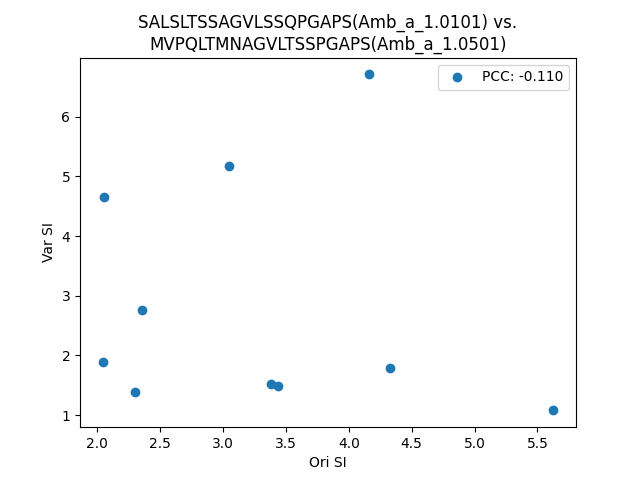 SALSLTSSAGVLSSQPGAPS(Amb_a_1.0101) vs.
MVPQLTMNAGVLTSSPGAPS(Amb_a_1.0501)
PCC: -0.110
6
5
4
3
2
1
Var SI
2.0 2.5 3.0 3.5 4.0 4.5 5.0 5.5
Ori SI